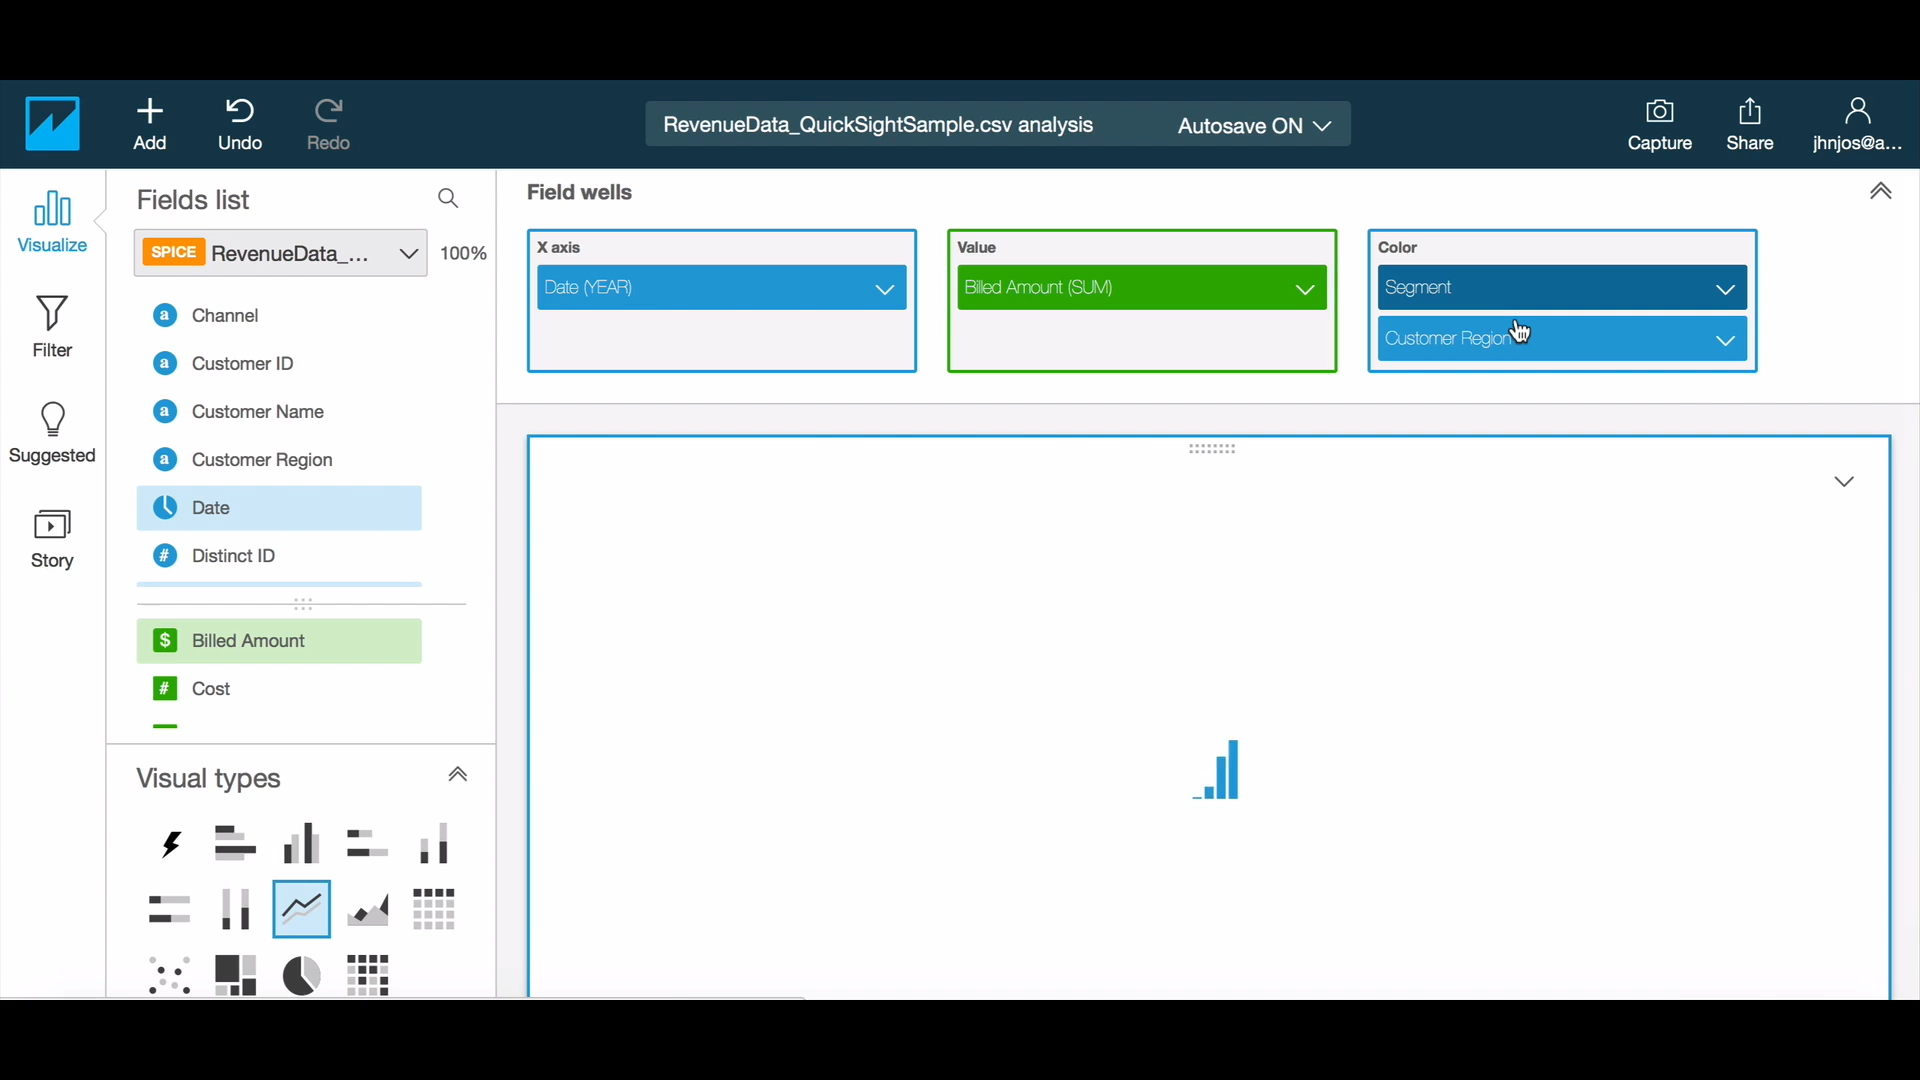 Add
Undo
Redo
RevenueData_QuickSightSample.csv analysis
Autosave ON
Capture
Share
jhnjos@a...
Visualize
Filter
Suggested
Story
Fields list
SPICE RevenueData_... 100%
a Channel
a Customer ID
a Customer Name
a Customer Region
Date
# Distinct ID
$ Billed Amount
# Cost
Visual types
Field wells
X axis
Date (YEAR)
Value
Billed Amount (SUM)
Color
Segment
Customer Region